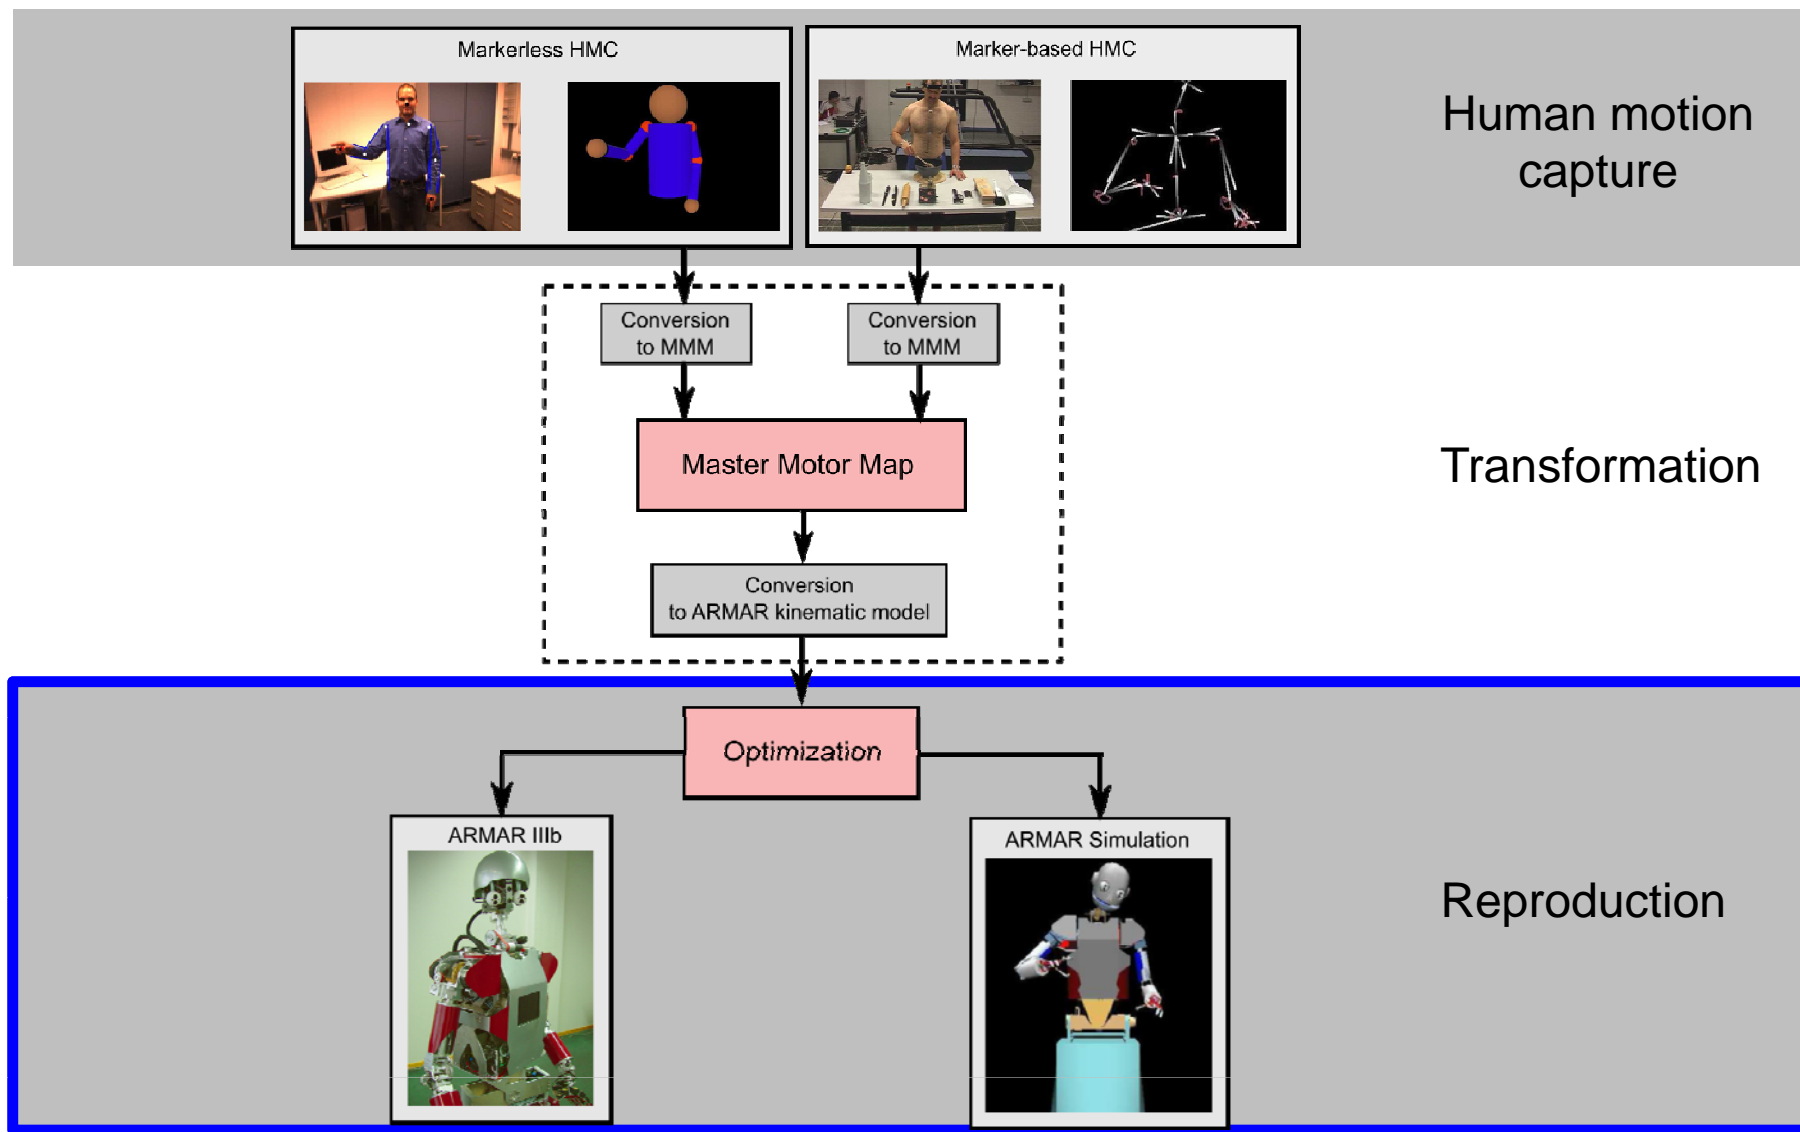 Markerless HMC
Marker-based HMC
Human motion
capture
Conversion
to MMM
Conversion
to MMM
Master Motor Map
Transformation
Conversion
to ARMAR kinematic model
Optimization
ARMAR IIIb
ARMAR Simulation
Reproduction